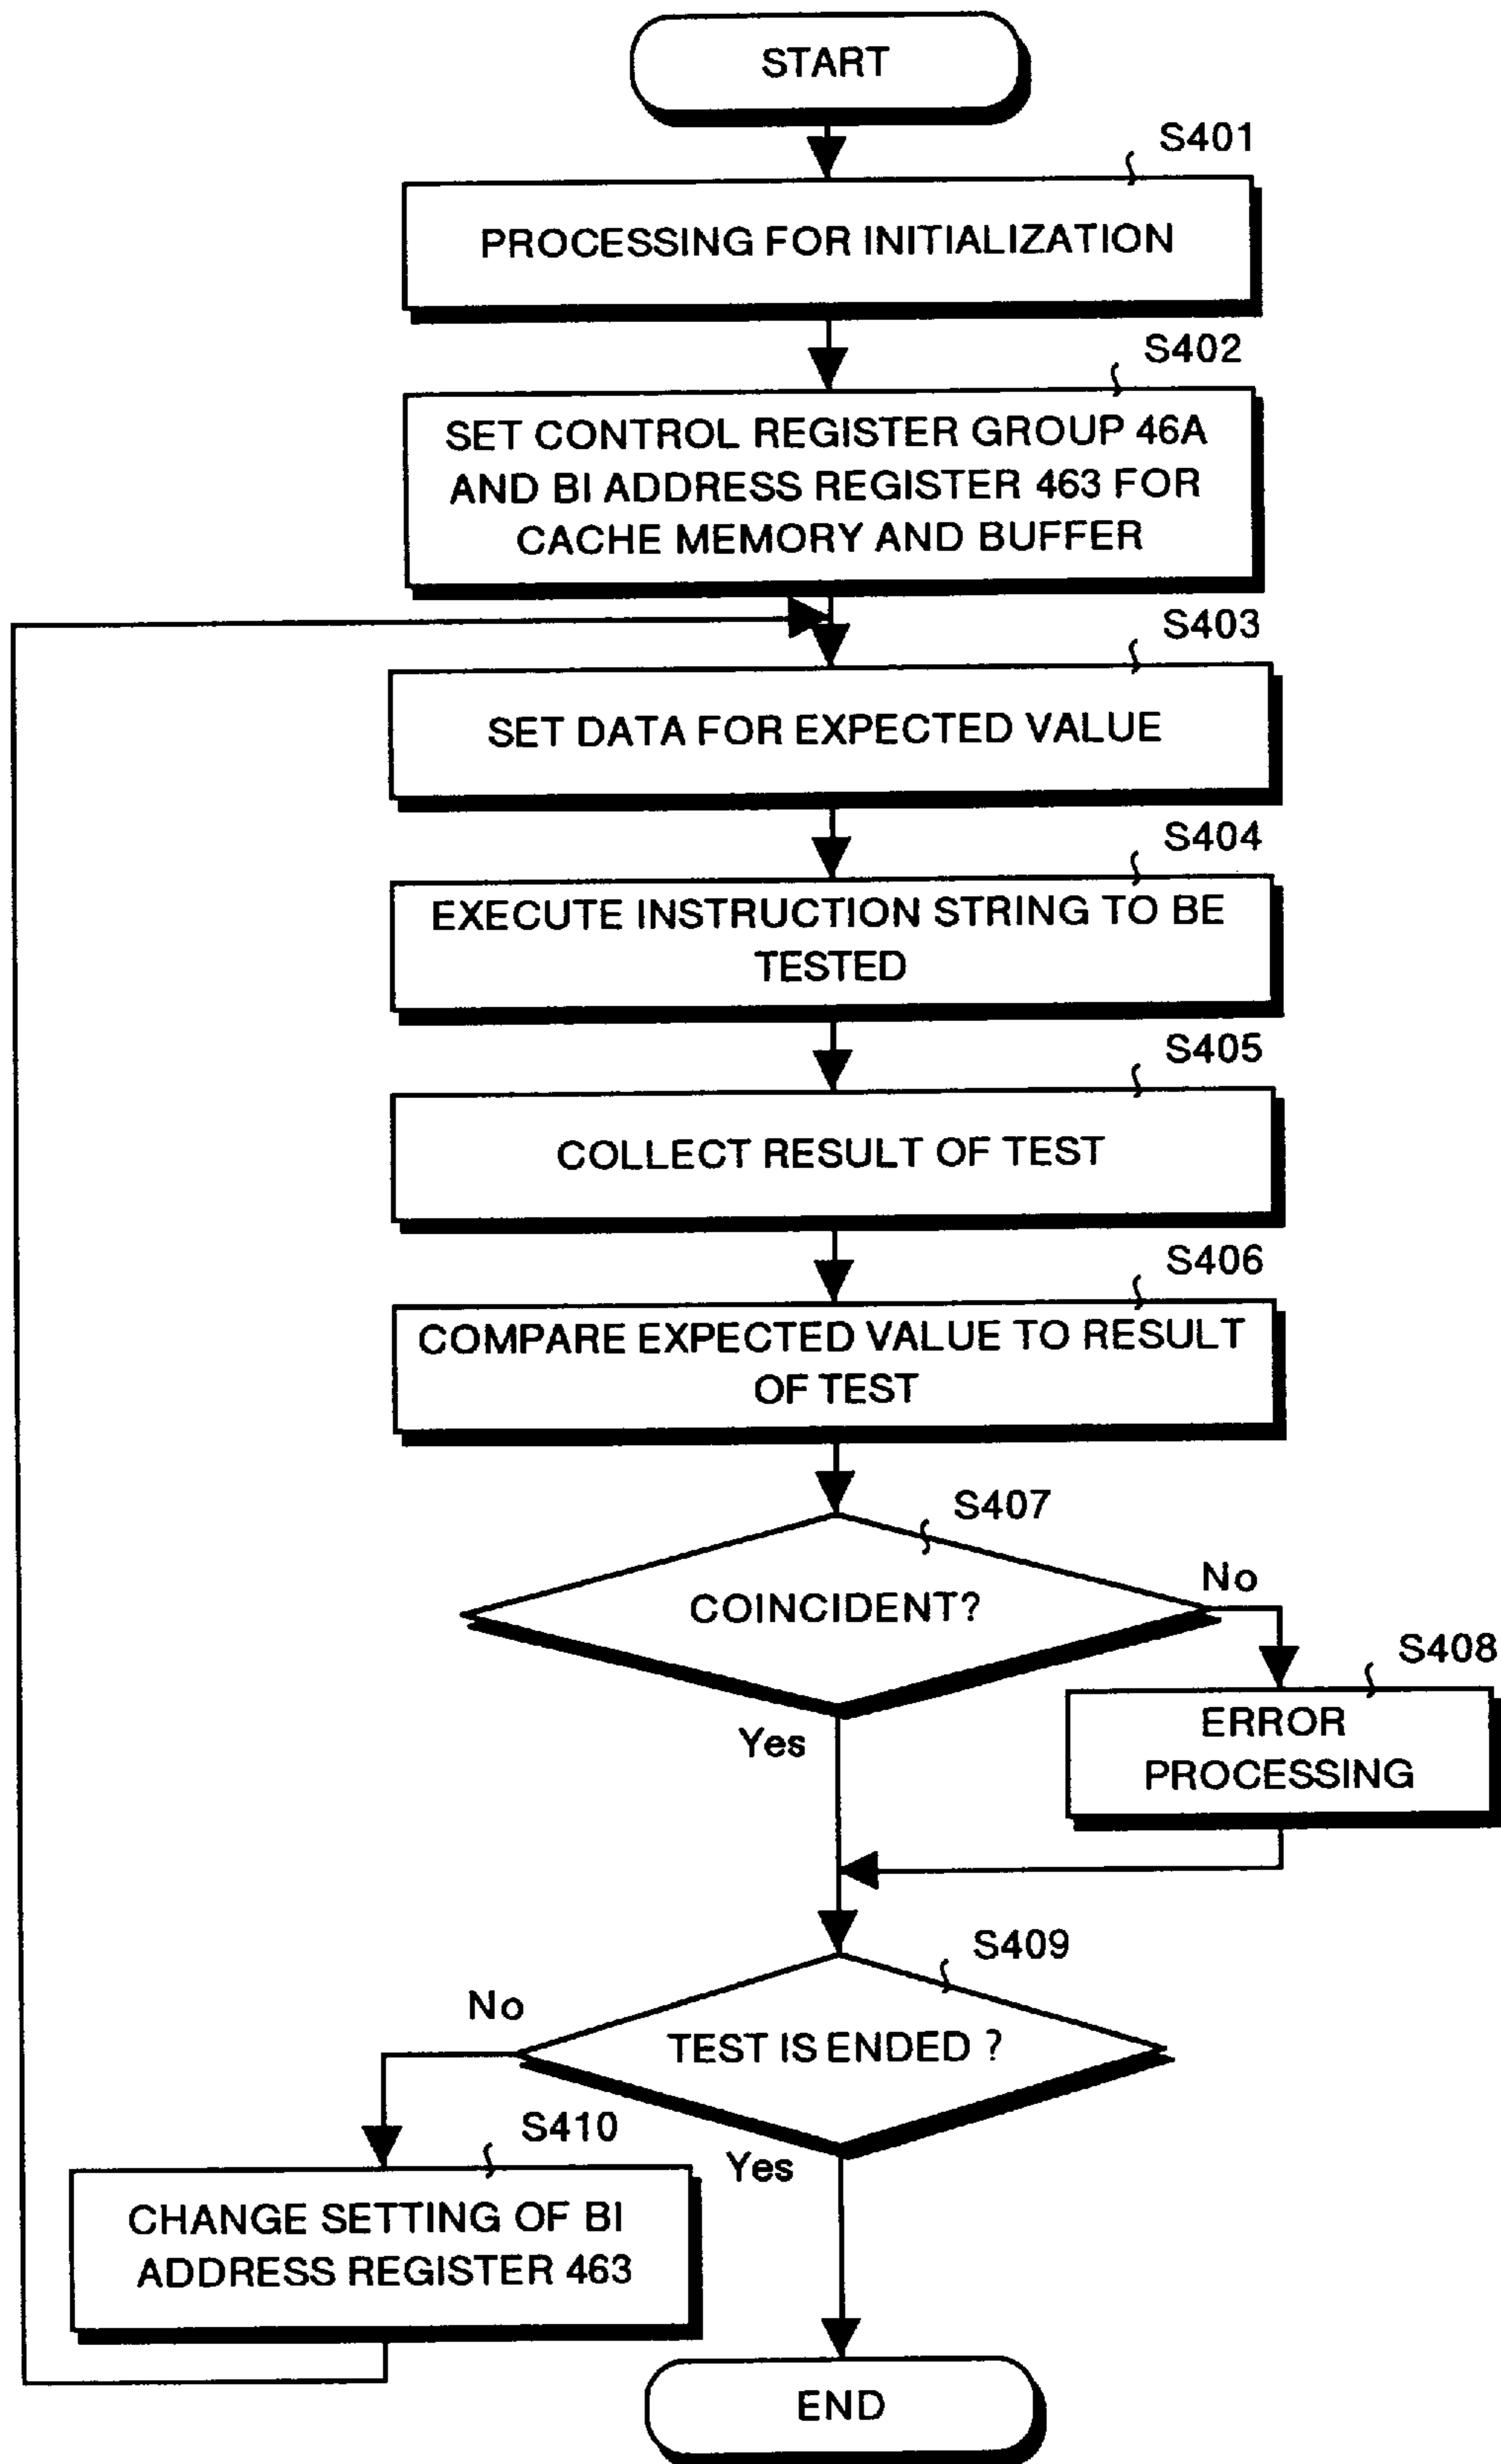 START
S401
PROCESSING FOR INITIALIZATION
S402
SET CONTROL REGISTER GROUP 46A
AND BI ADDRESS REGISTER 463 FOR
CACHE MEMORY AND BUFFER
S403
SET DATA FOR EXPECTED VALUE
S404
EXECUTE INSTRUCTION STRING TO BE
TESTED
S405
COLLECT RESULT OF TEST
S406
COMPARE EXPECTED VALUE TO RESULT
OF TEST
S407
COINCIDENT?
No
S408
ERROR
PROCESSING
Yes
S409
No
TEST IS ENDED ?
S410
Yes
CHANGE SETTING OF BI
ADDRESS REGISTER 463
END